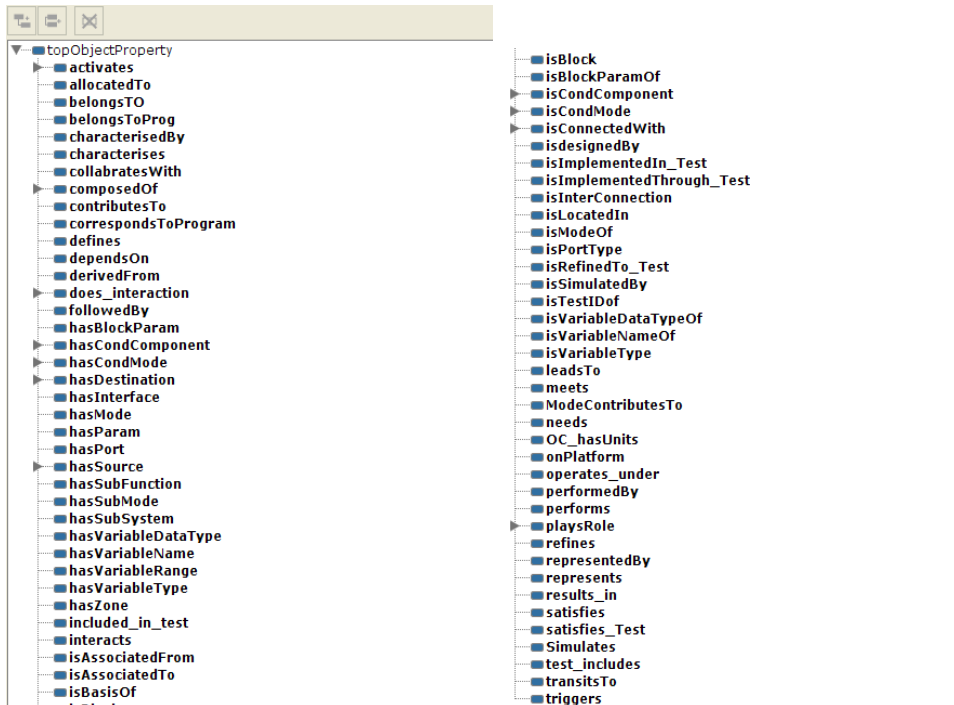 topObjectProperty
activates
allocatedTo
belongsTO
belongsToProg
characterisedBy
characterises
collabratesWith
composedOf
contributesTo
correspondsToProgram
defines
dependsOn
derivedFrom
does_interaction
followedBy
hasBlockParam
hasCondComponent
hasCondMode
hasDestination
hasInterface
hasMode
hasParam
hasPort
hasSource
hasSubFunction
hasSubMode
hasSubSystem
hasVariableDataType
hasVariableName
hasVariableRange
hasVariableType
hasZone
included_in_test
interacts
isAssociatedFrom
isAssociatedTo
isBasisOf
isBlock
isBlockParamOf
isCondComponent
isCondMode
isConnectedWith
isdesignedBy
isImplementedIn_Test
isImplementedThrough_Test
isInterConnection
isLocatedIn
isModeOf
isPortType
isRefinedTo_Test
isSimulatedBy
isTestIDof
isVariableDataTypeOf
isVariableNameOf
isVariableType
leadsTo
meets
ModeContributesTo
needs
OC_hasUnits
onPlatform
operates_under
performedBy
performs
playsRole
refines
representedBy
represents
results_in
satisfies
satisfies_Test
Simulates
test_includes
transitsTo
triggers